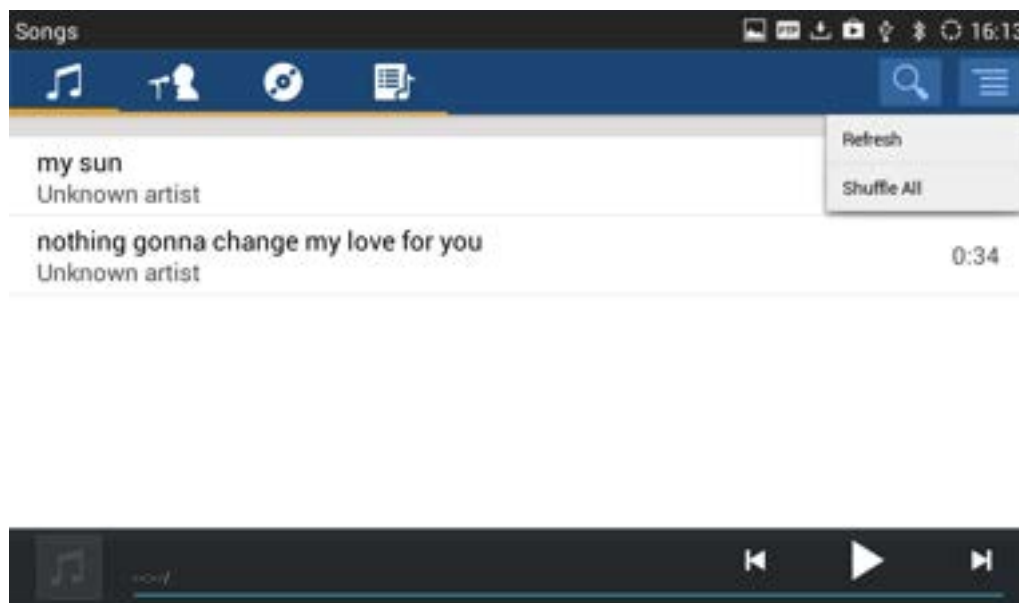 Songs
16:13
Refresh
my sun
Unknown artist
Shuffle All
nothing gonna change my love for you
0:34
Unknown artist